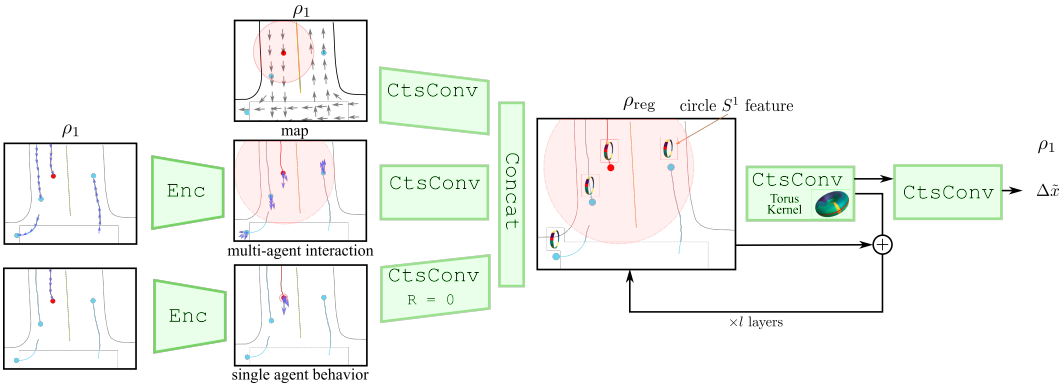 ρ₁
map
CtsConv
ρ₁
Enc
multi-agent interaction
CtsConv
Enc
single agent behavior
CtsConv
R = 0
Concat
ρreg
circle S¹ feature
CtsConv
Torus
Kernel
CtsConv
ρ₁
Δx̃
+
×l layers